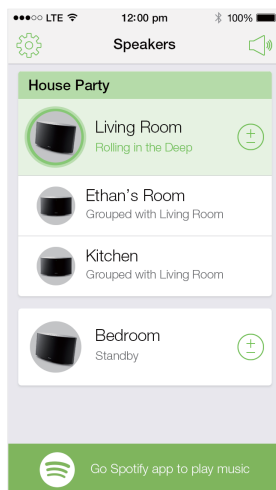 LTE 12:00 pm 100%
Speakers
House Party
Living Room
Rolling in the Deep
Ethan's Room
Grouped with Living Room
Kitchen
Grouped with Living Room
Bedroom
Standby
Go Spotify app to play music